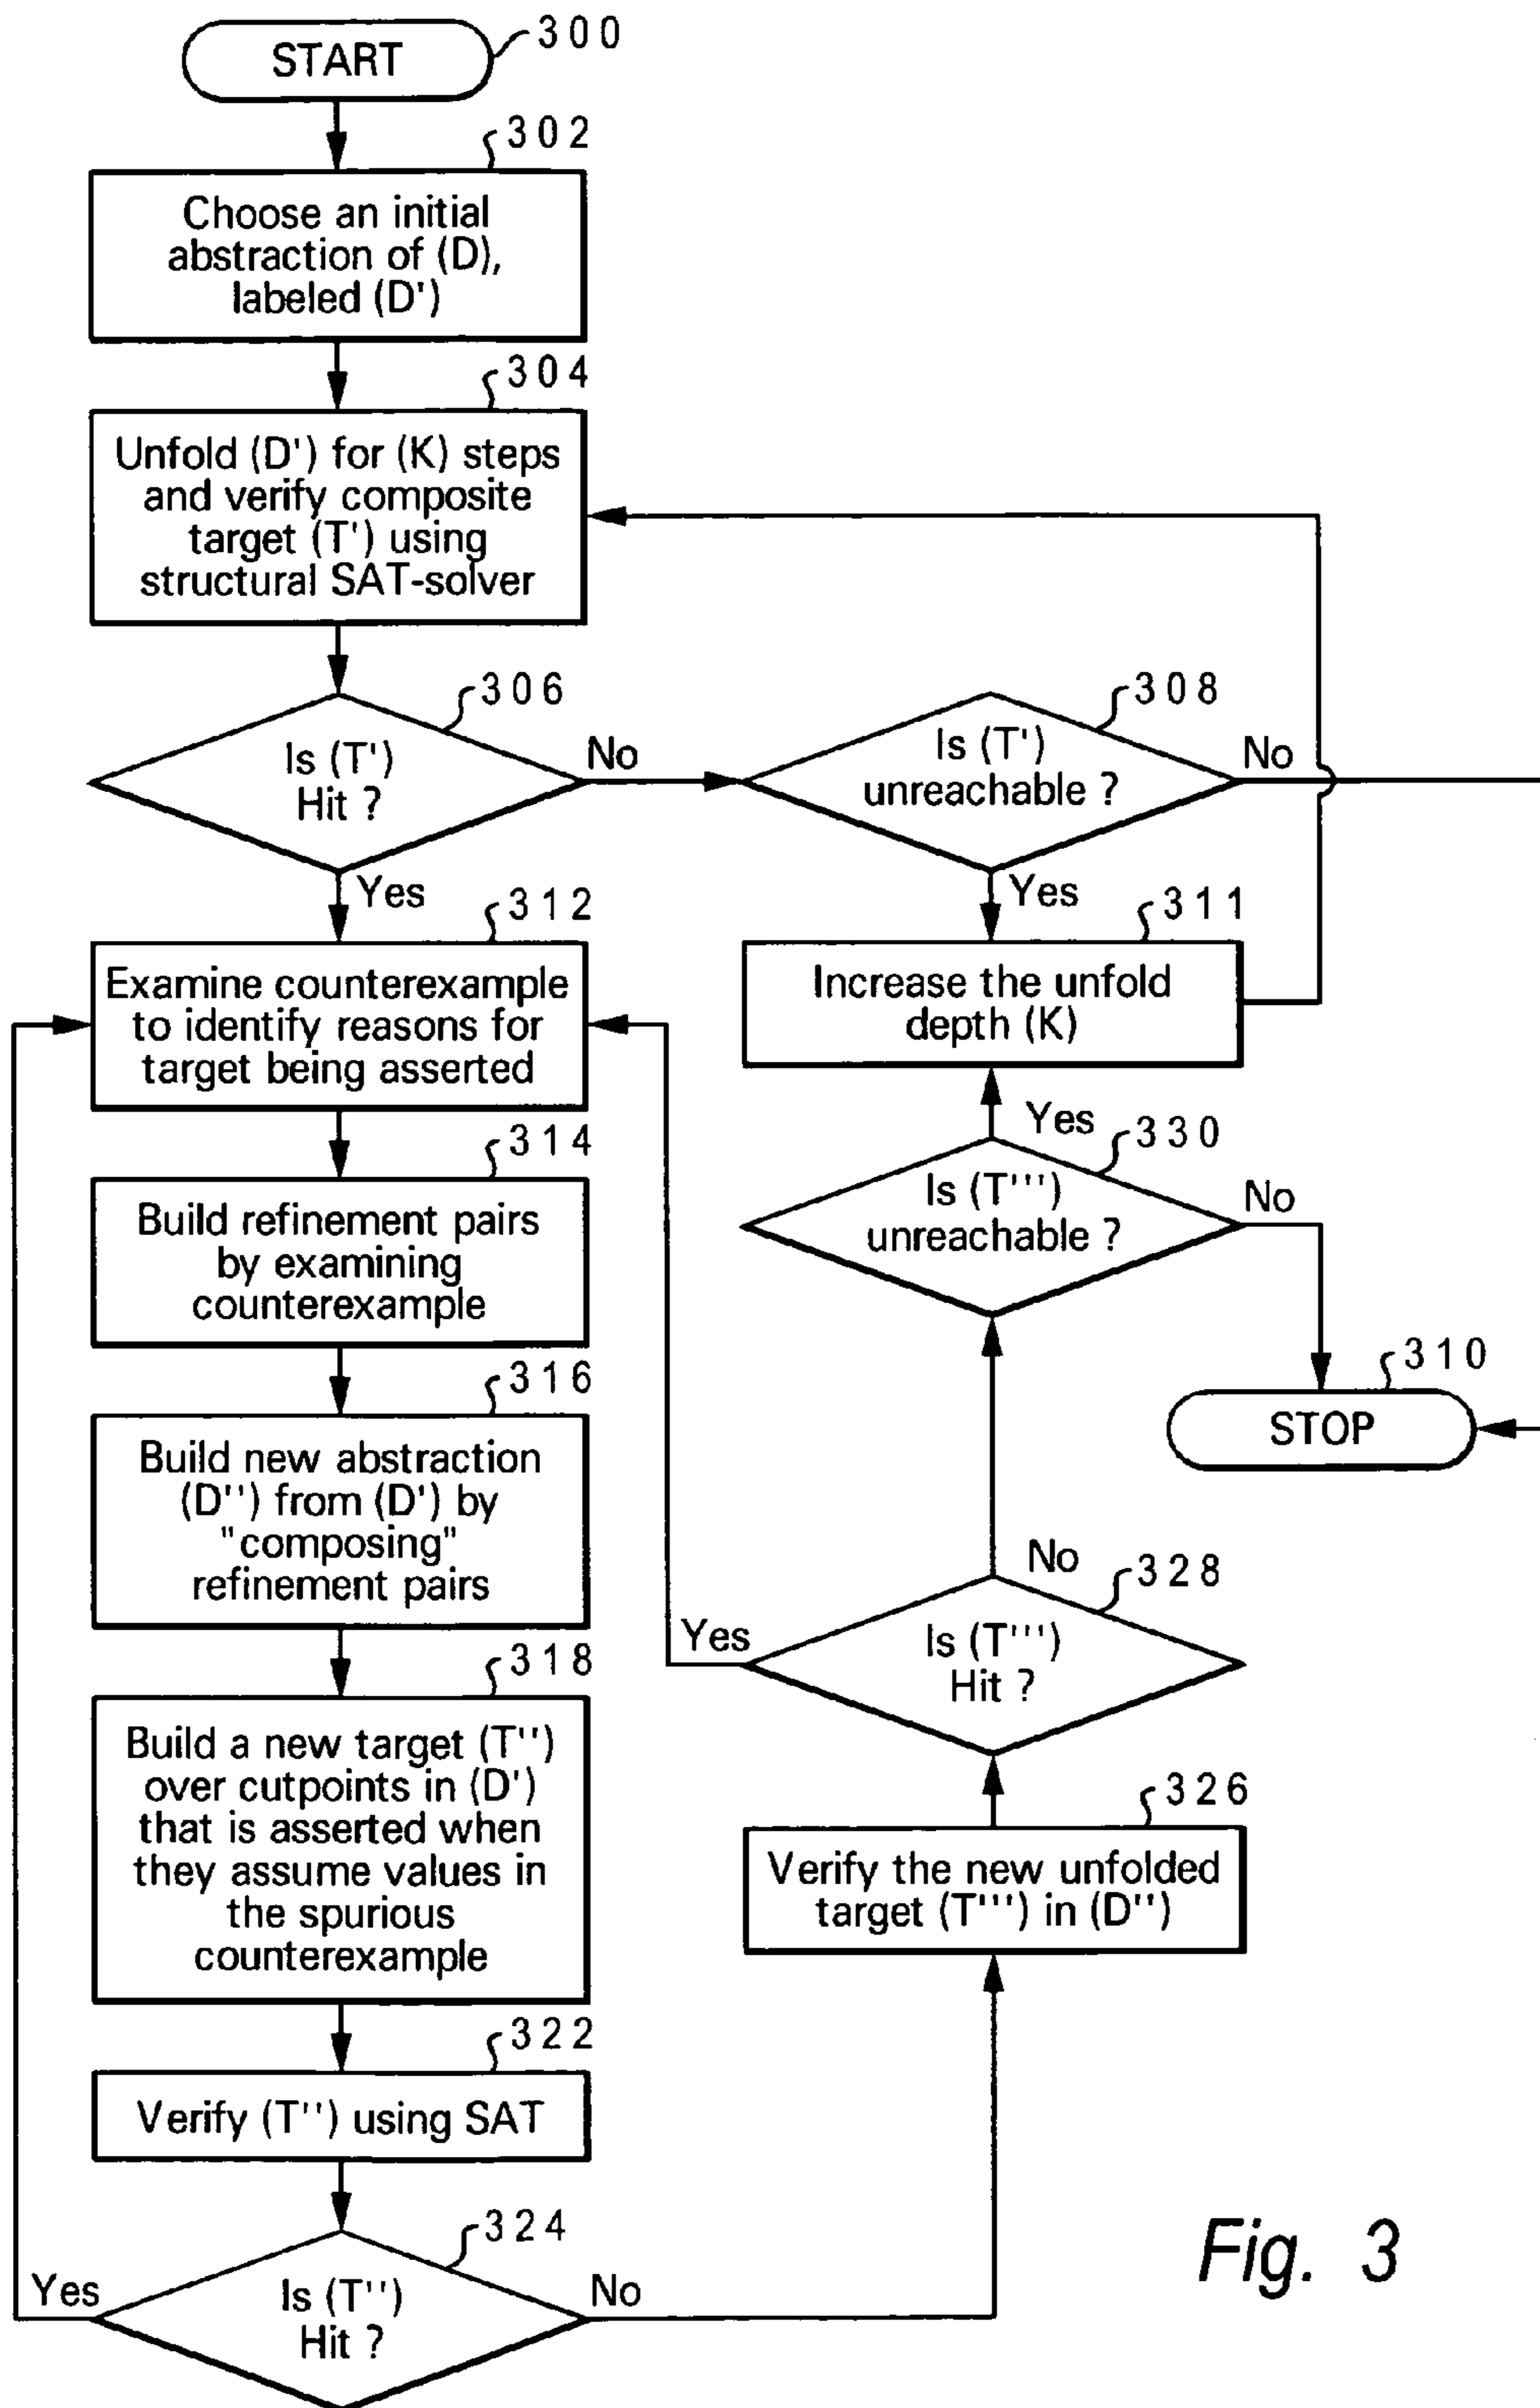 START
300
302
Choose an initial
abstraction of (D),
labeled (D')
304
Unfold (D') for (K) steps
and verify composite
target (T') using
structural SAT-solver
306
Is (T')
Hit ?
No
Yes
308
Is (T')
unreachable ?
No
Yes
311
Increase the unfold
depth (K)
312
Examine counterexample
to identify reasons for
target being asserted
314
Build refinement pairs
by examining
counterexample
Yes
330
Is (T''')
unreachable ?
No
310
STOP
316
Build new abstraction
(D'') from (D') by
"composing"
refinement pairs
No
328
Is (T''')
Hit ?
Yes
318
Build a new target (T'')
over cutpoints in (D')
that is asserted when
they assume values in
the spurious
counterexample
326
Verify the new unfolded
target (T''') in (D'')
322
Verify (T'') using SAT
324
Is (T'')
Hit ?
Yes
No
Fig. 3